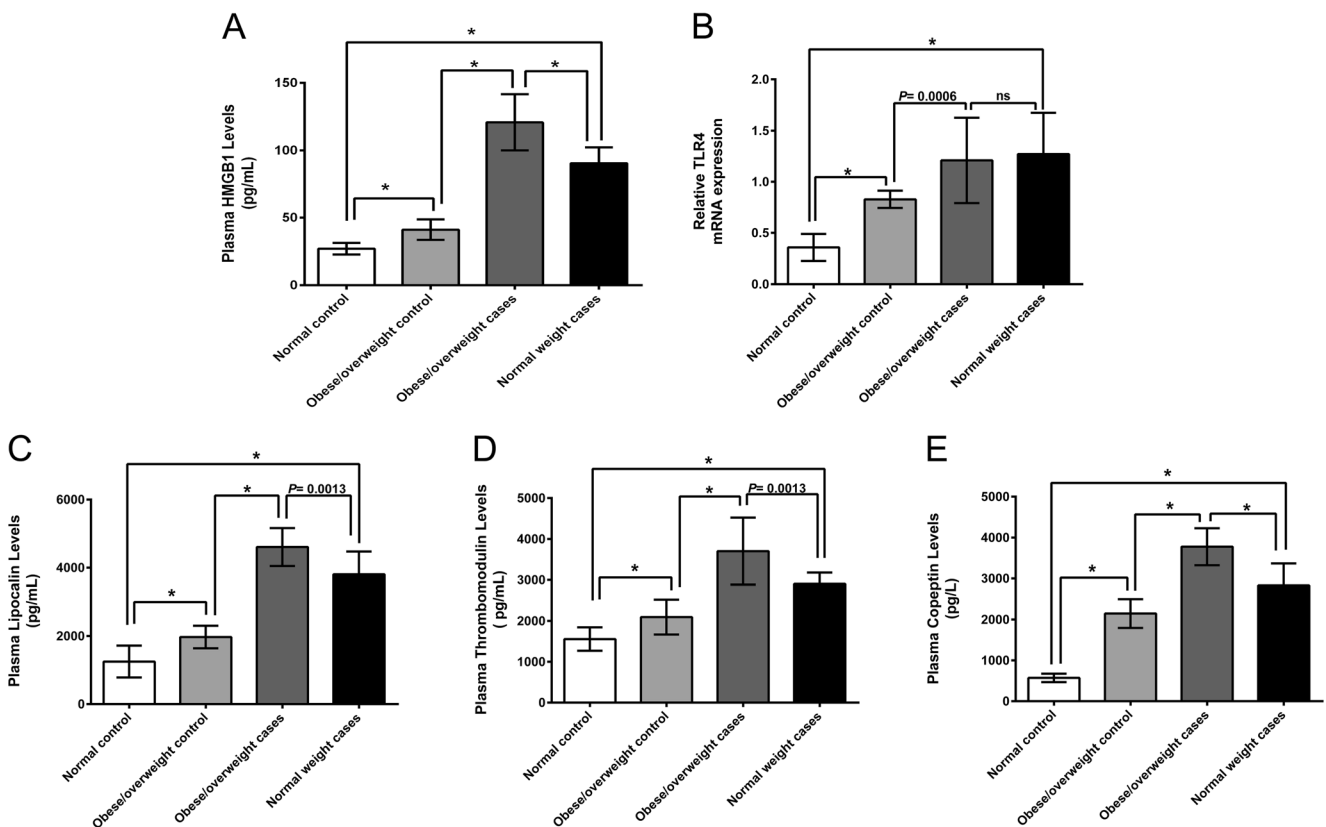 A
Plasma HMGB1 Levels
(pg/mL)
150
100
50
0
*
*
*
*
Normal control
Obese/overweight control
Obese/overweight cases
Normal weight cases
B
Relative TLR4
mRNA expression
2.0
1.5
1.0
0.5
0.0
*
P= 0.0006
ns
*
Normal control
Obese/overweight control
Obese/overweight cases
Normal weight cases
C
Plasma Lipocalin Levels
(pg/mL)
6000
4000
2000
0
*
*
P= 0.0013
*
Normal control
Obese/overweight control
Obese/overweight cases
Normal weight cases
D
Plasma Thrombomodulin Levels
( pg/mL)
5000
4000
3000
2000
1000
0
*
*
P= 0.0013
*
Normal control
Obese/overweight control
Obese/overweight cases
Normal weight cases
E
Plasma Copeptin Levels
(pg/L)
5000
4000
3000
2000
1000
0
*
*
*
*
Normal control
Obese/overweight control
Obese/overweight cases
Normal weight cases